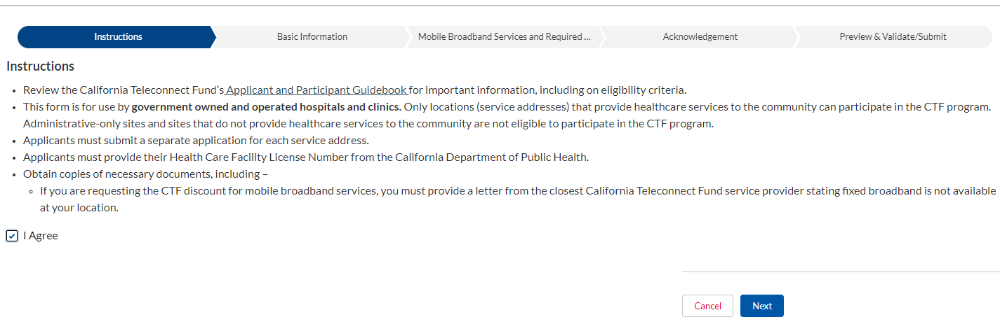 Instructions
Basic Information
Mobile Broadband Services and Required ...
Acknowledgement
Preview & Validate/Submit
Instructions
• Review the California Teleconnect Fund’s Applicant and Participant Guidebook for important information, including on eligibility criteria.
• This form is for use by government owned and operated hospitals and clinics. Only locations (service addresses) that provide healthcare services to the community can participate in the CTF program.
Administrative-only sites and sites that do not provide healthcare services to the community are not eligible to participate in the CTF program.
• Applicants must submit a separate application for each service address.
• Applicants must provide their Health Care Facility License Number from the California Department of Public Health.
• Obtain copies of necessary documents, including –
◦ If you are requesting the CTF discount for mobile broadband services, you must provide a letter from the closest California Teleconnect Fund service provider stating fixed broadband is not available
at your location.
I Agree
Cancel
Next